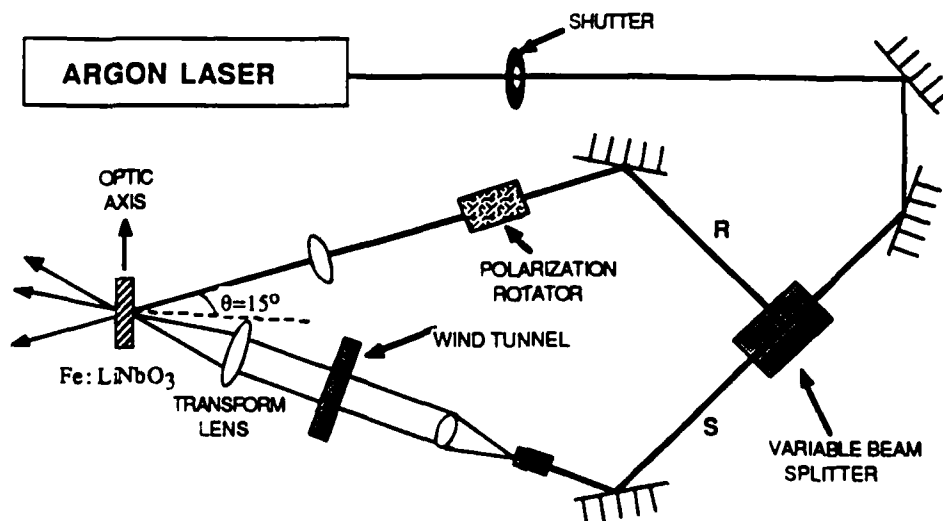 SHUTTER
ARGON LASER
OPTIC
AXIS
R
POLARIZATION
ROTATOR
θ=15°
WIND TUNNEL
Fe: LiNbO3
TRANSFORM
LENS
S
VARIABLE BEAM
SPLITTER